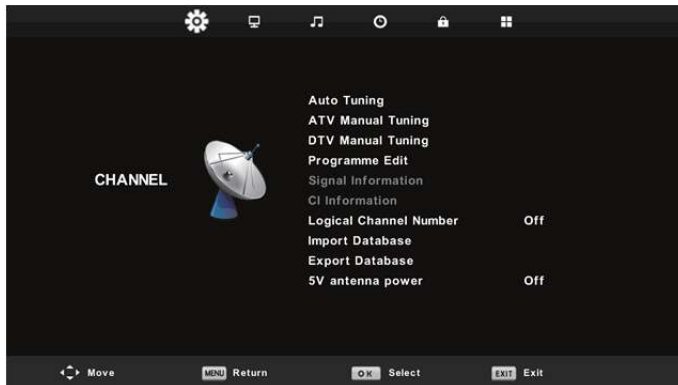 Auto Tuning
ATV Manual Tuning
DTV Manual Tuning
Programme Edit
CHANNEL
Signal Information
CI Information
Logical Channel Number Off
Import Database
Export Database
5V antenna power Off
Move MENU Return OK Select EXIT Exit